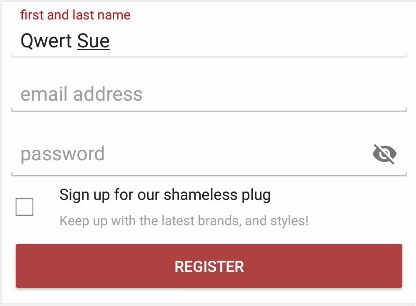 first and last name
Qwert Sue
email address
password
Sign up for our shameless plug
Keep up with the latest brands, and styles!
REGISTER